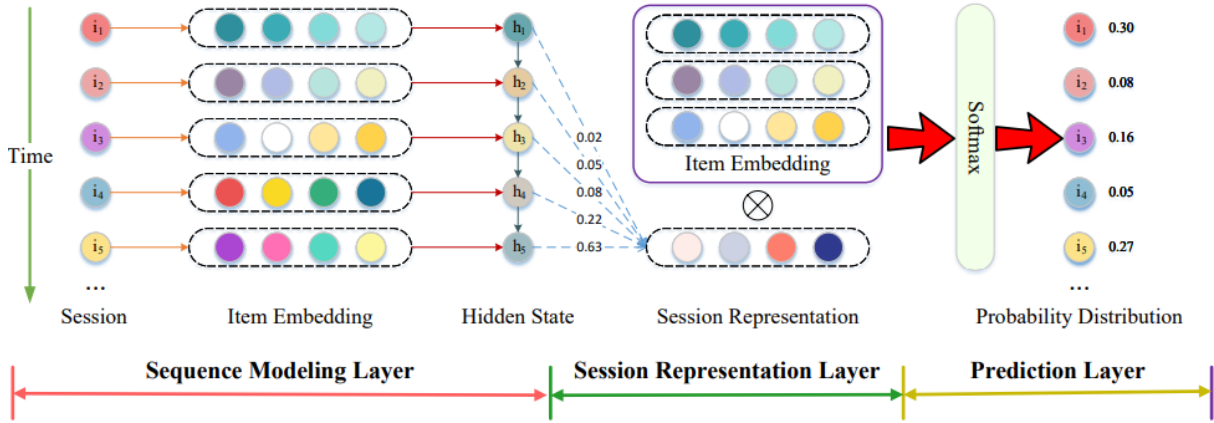 Time
i1
i2
i3
i4
i5
...
Session
Item Embedding
h1
h2
h3
h4
h5
Hidden State
0.02
0.05
0.08
0.22
0.63
Item Embedding
Session Representation
Softmax
i1 0.30
i2 0.08
i3 0.16
i4 0.05
i5 0.27
...
Probability Distribution
Sequence Modeling Layer
Session Representation Layer
Prediction Layer